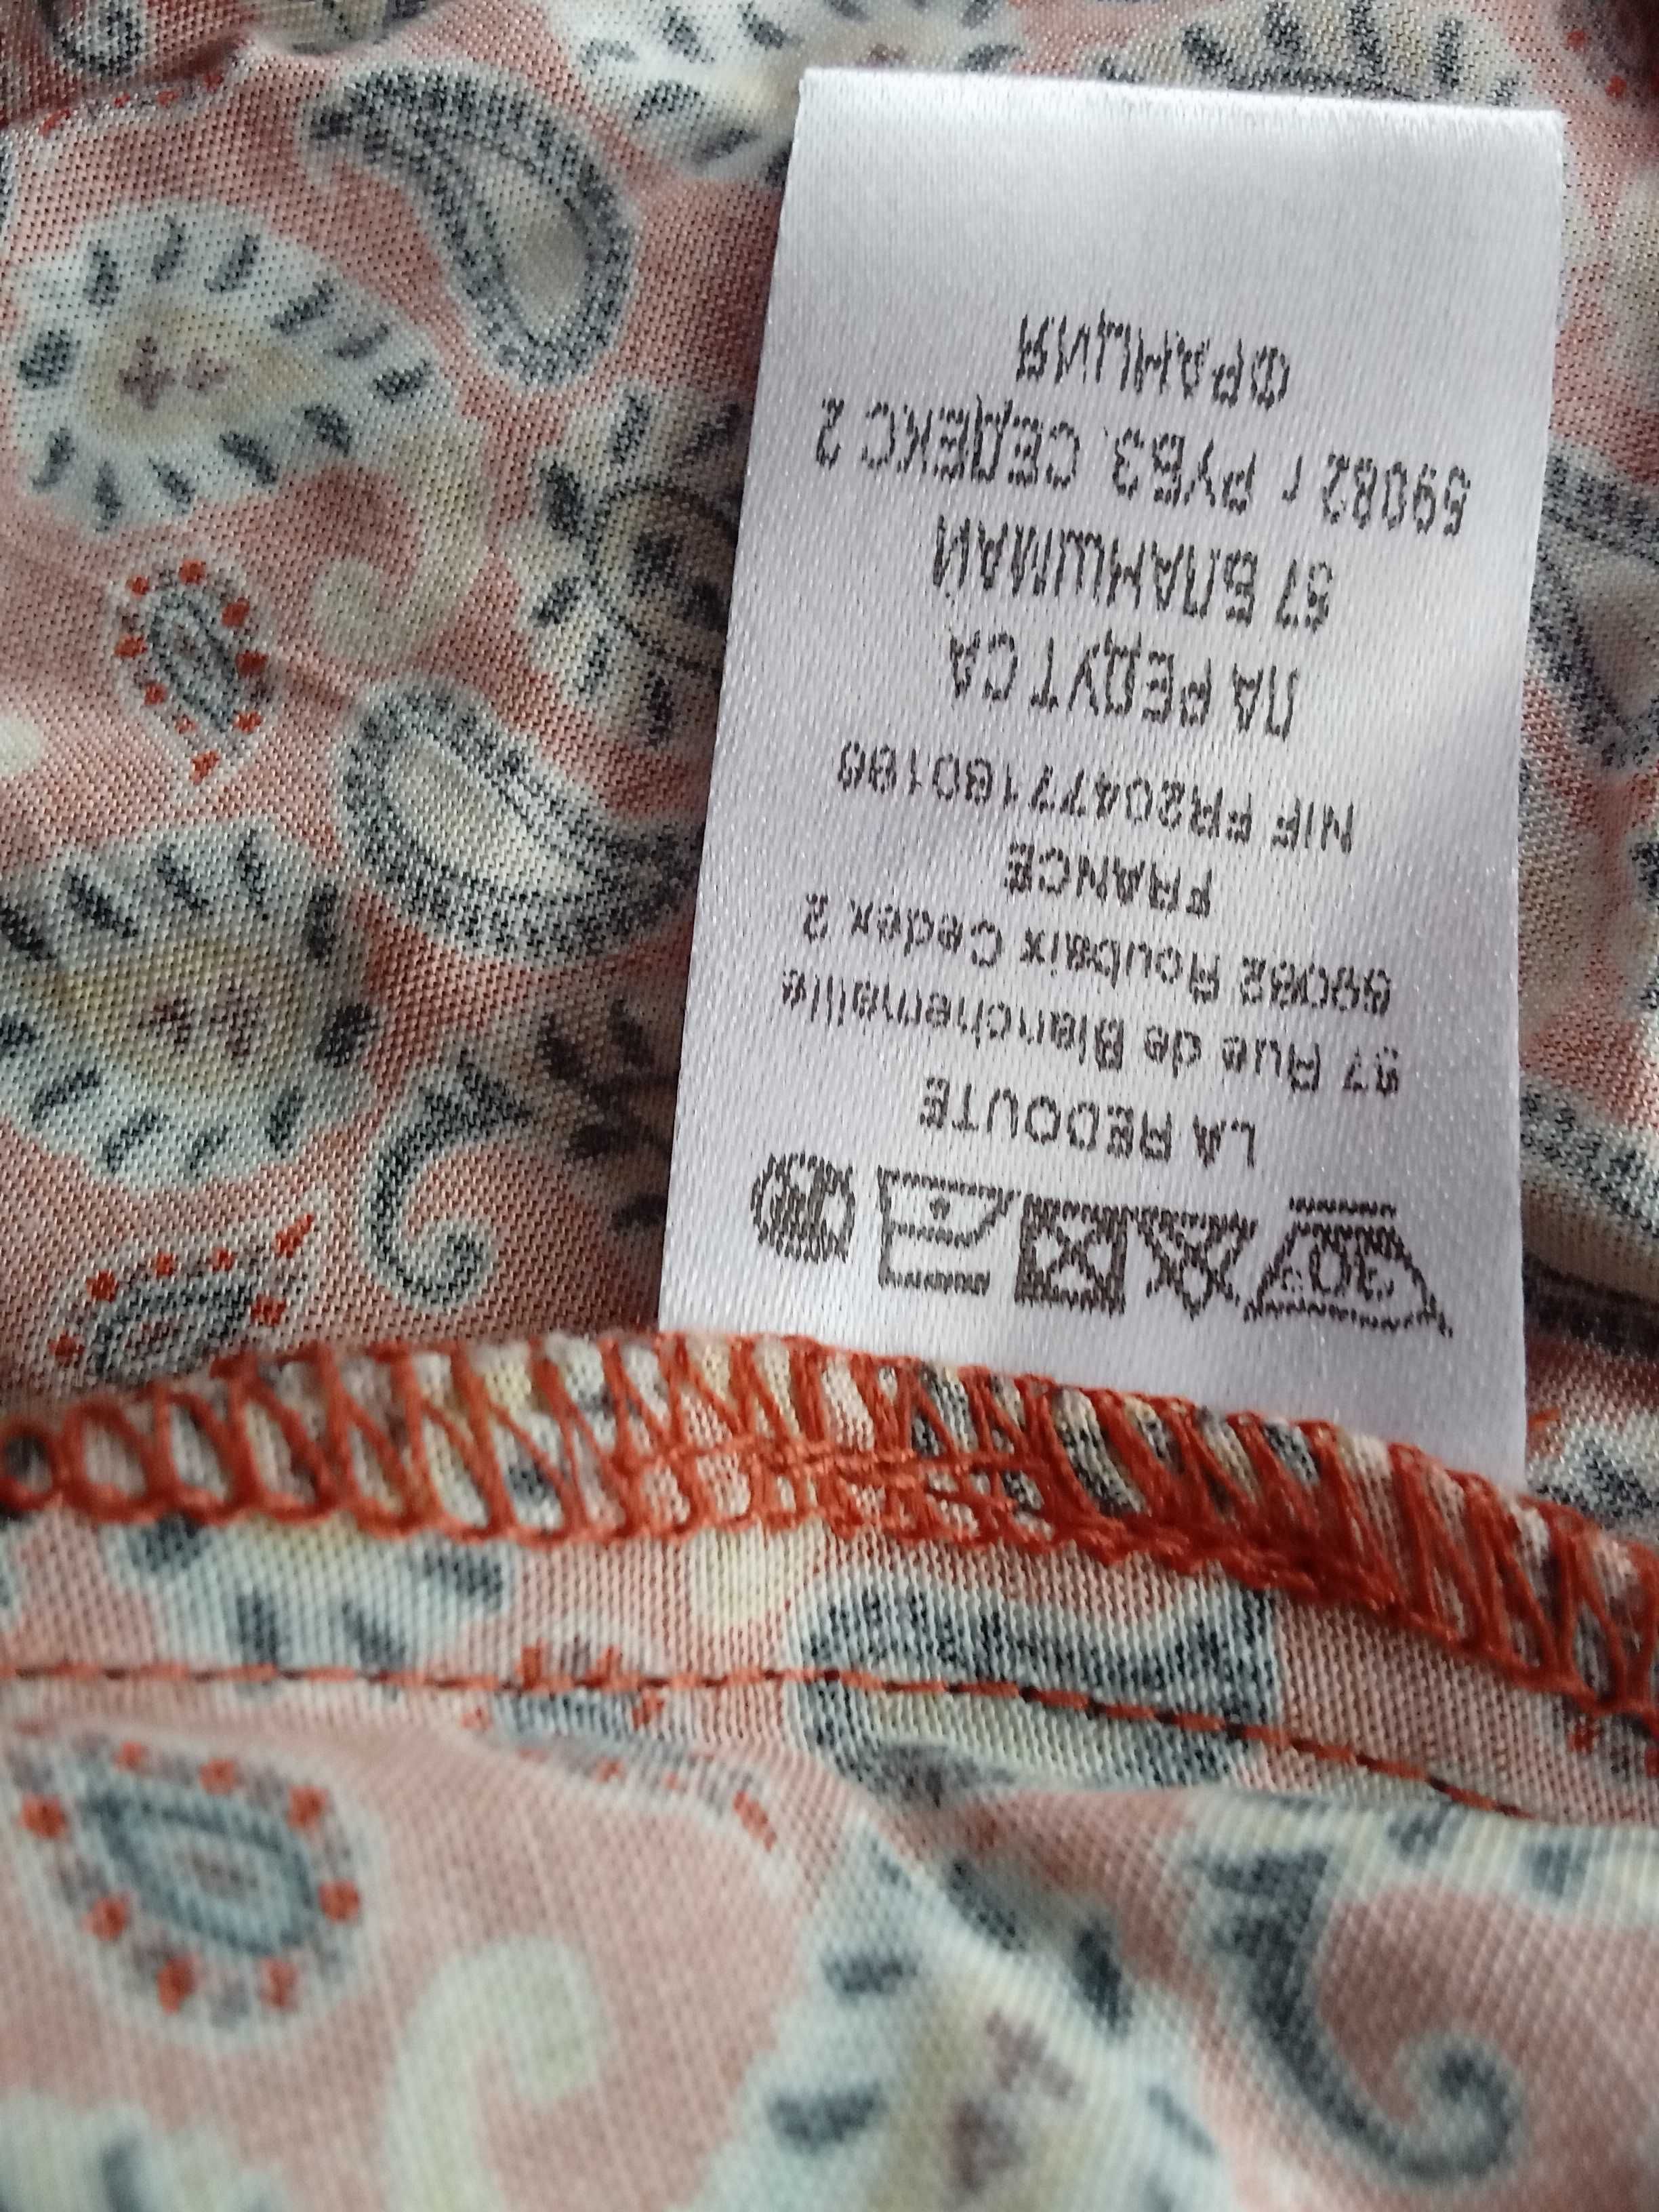 30°
LA REDOUTE
57 Rue de Blanchemaille
59082 Roubaix Cedex 2
FRANCE
NIF FR20477180186
ЛА РЕДУТ СА
57 БЛАНШМАЙ
59082 г РУБЭ, СЕДЕКС 2
ФРАНЦИЯ